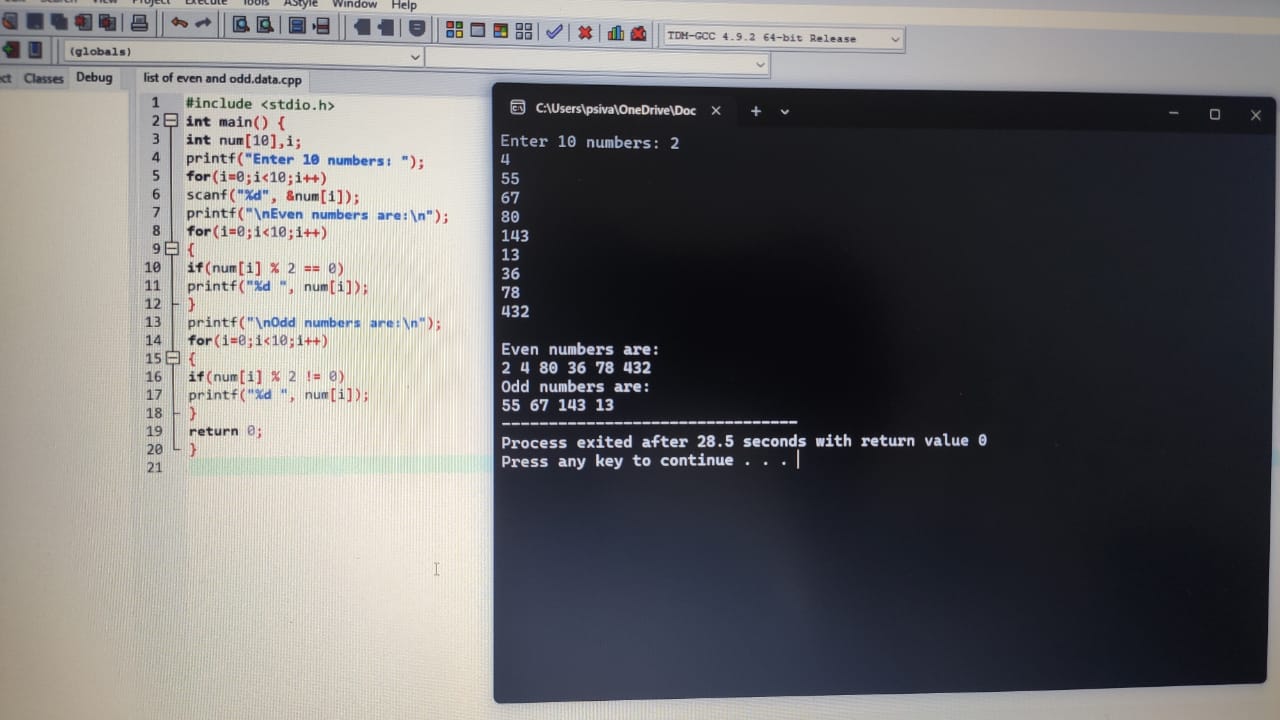 Project Execute Tools AStyle Window Help
TDM-GCC 4.9.2 64-bit Release
(globals)
Classes Debug
list of even and odd.data.cpp
1 #include <stdio.h>
2 int main() {
3 int num[10],i;
4 printf("Enter 10 numbers: ");
5 for(i=0;i<10;i++)
6 scanf("%d", &num[i]);
7 printf("\nEven numbers are:\n");
8 for(i=0;i<10;i++)
9 {
10 if(num[i] % 2 == 0)
11 printf("%d ", num[i]);
12 }
13 printf("\nOdd numbers are:\n");
14 for(i=0;i<10;i++)
15 {
16 if(num[i] % 2 != 0)
17 printf("%d ", num[i]);
18 }
19 return 0;
20 }
21
C:\Users\psiva\OneDrive\Doc
Enter 10 numbers: 2
4
55
67
80
143
13
36
78
432
Even numbers are:
2 4 80 36 78 432
Odd numbers are:
55 67 143 13
--------------------------------
Process exited after 28.5 seconds with return value 0
Press any key to continue . . .